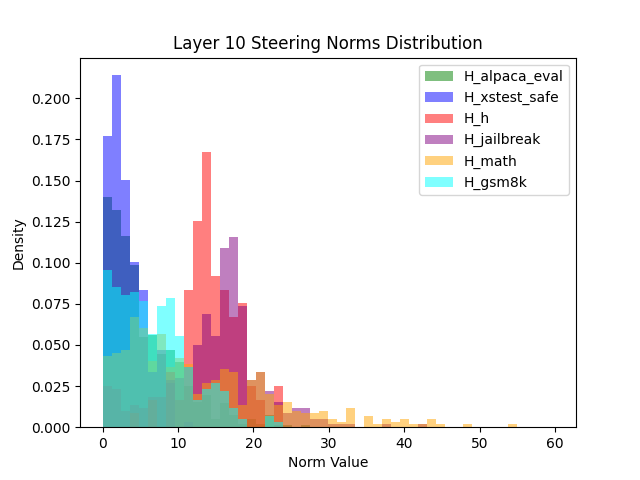 Layer 10 Steering Norms Distribution
H_alpaca_eval
H_xstest_safe
H_h
H_jailbreak
H_math
H_gsm8k
0.200
0.175
0.150
0.125
0.100
0.075
0.050
0.025
0.000
Density
0 10 20 30 40 50 60
Norm Value